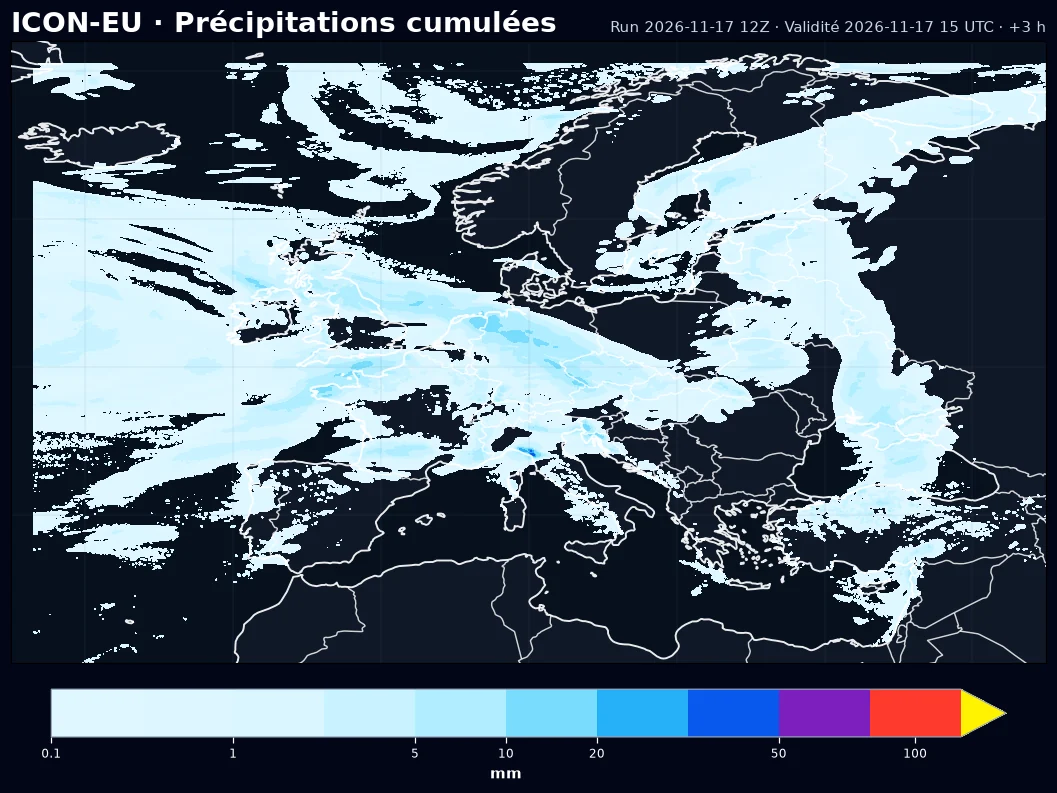 ICON-EU · Précipitations cumulées
Run 2026-11-17 12Z · Validité 2026-11-17 15 UTC · +3 h
0.1 1 5 10 20 50 100
mm